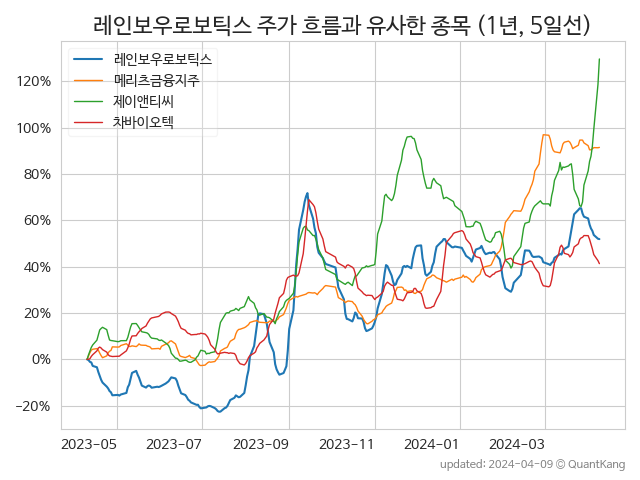 레인보우로보틱스 주가 흐름과 유사한 종목 (1년, 5일선)
레인보우로보틱스
메리츠금융지주
제이앤티씨
차바이오텍
120%
100%
80%
60%
40%
20%
0%
−20%
2023-05 2023-07 2023-09 2023-11 2024-01 2024-03
updated: 2024-04-09 © QuantKang